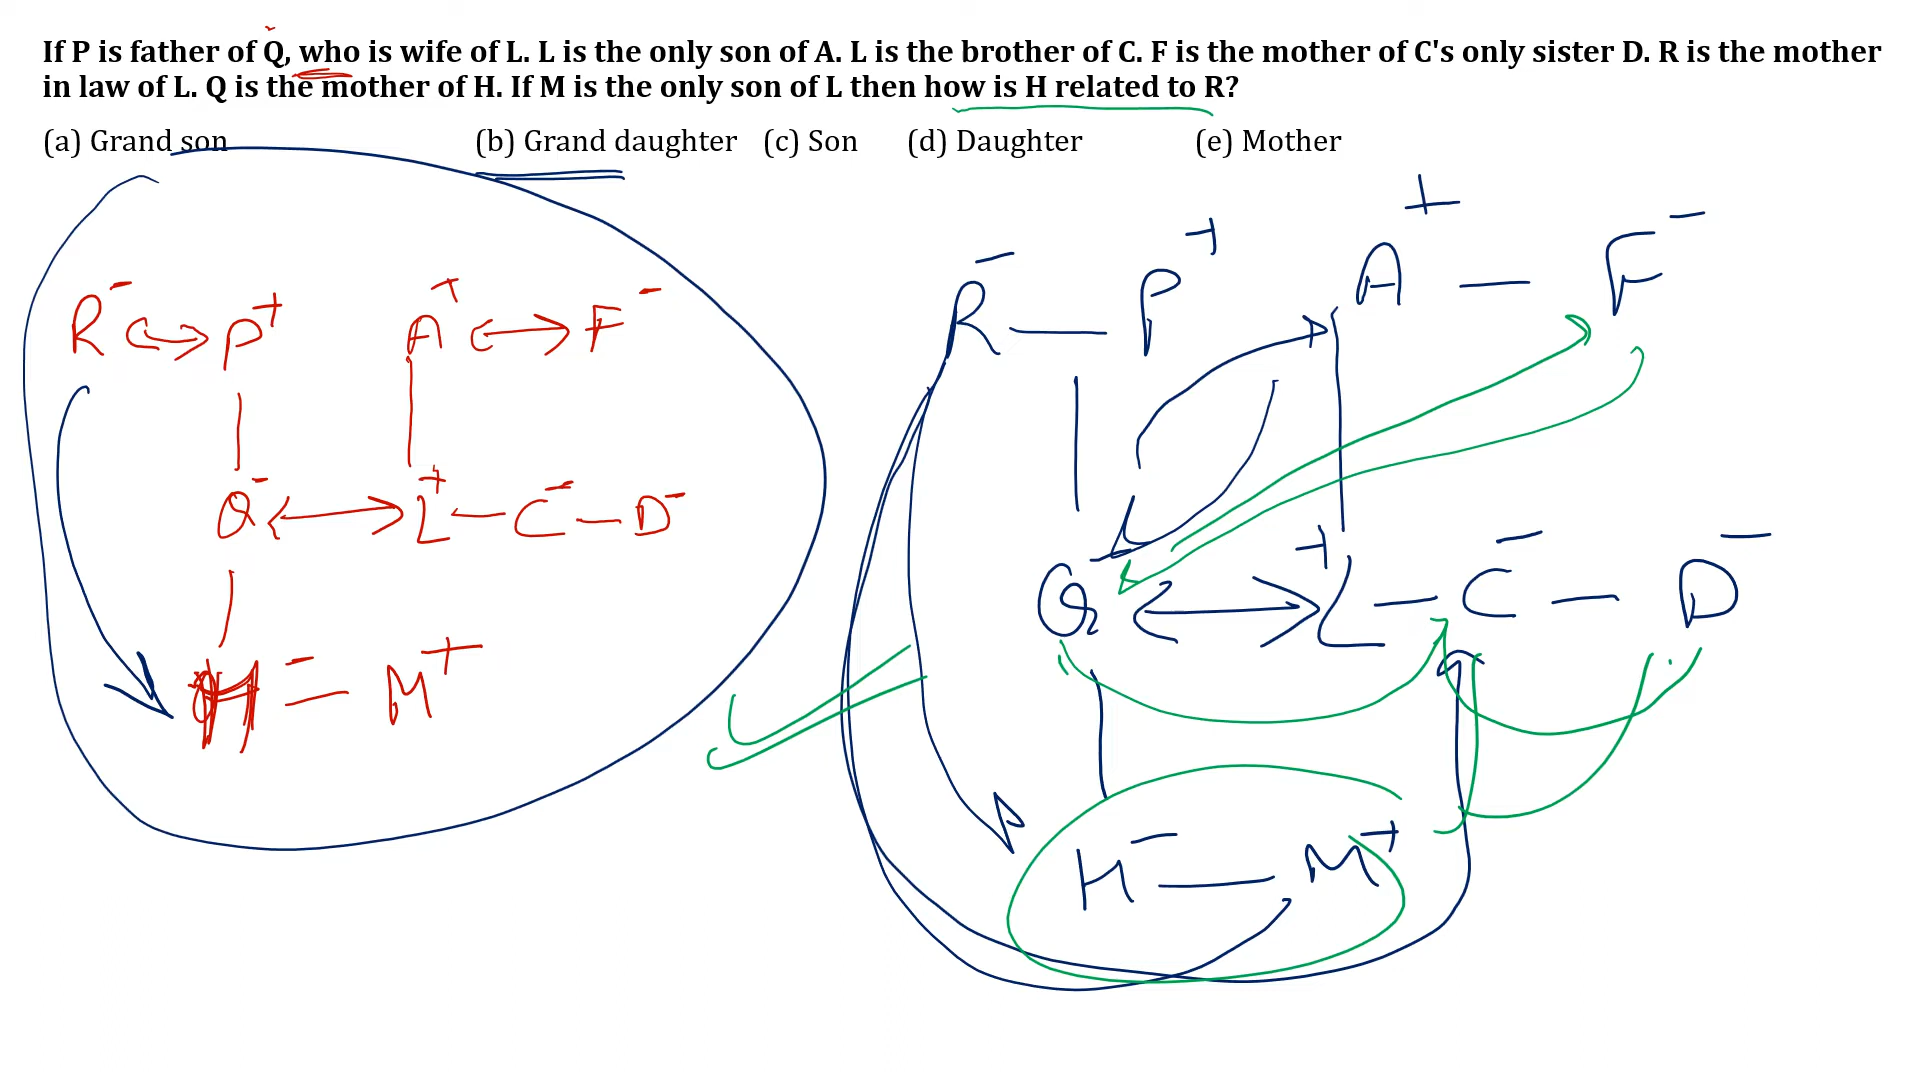 If P is father of Q, who is wife of L. L is the only son of A. L is the brother of C. F is the mother of C's only sister D. R is the mother
in law of L. Q is the mother of H. If M is the only son of L then how is H related to R?
(a) Grand son (b) Grand daughter (c) Son (d) Daughter (e) Mother
R⁻ ↔ P⁺ A⁺ ↔ F⁻
Q⁻ ↔ L⁺ — C⁻ — D⁻
H⁻ — M⁺
R⁻ — P⁺ A⁺ — F⁻
Q⁻ ↔ L⁺ — C⁻ — D⁻
H⁻ — M⁺